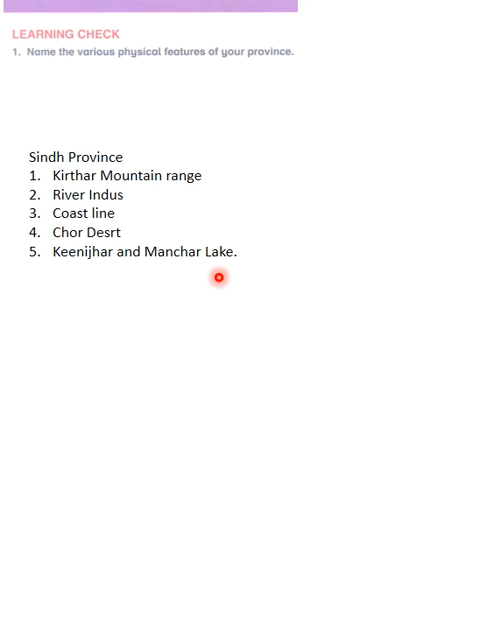 LEARNING CHECK
1. Name the various physical features of your province.
Sindh Province
1. Kirthar Mountain range
2. River Indus
3. Coast line
4. Chor Desrt
5. Keenijhar and Manchar Lake.